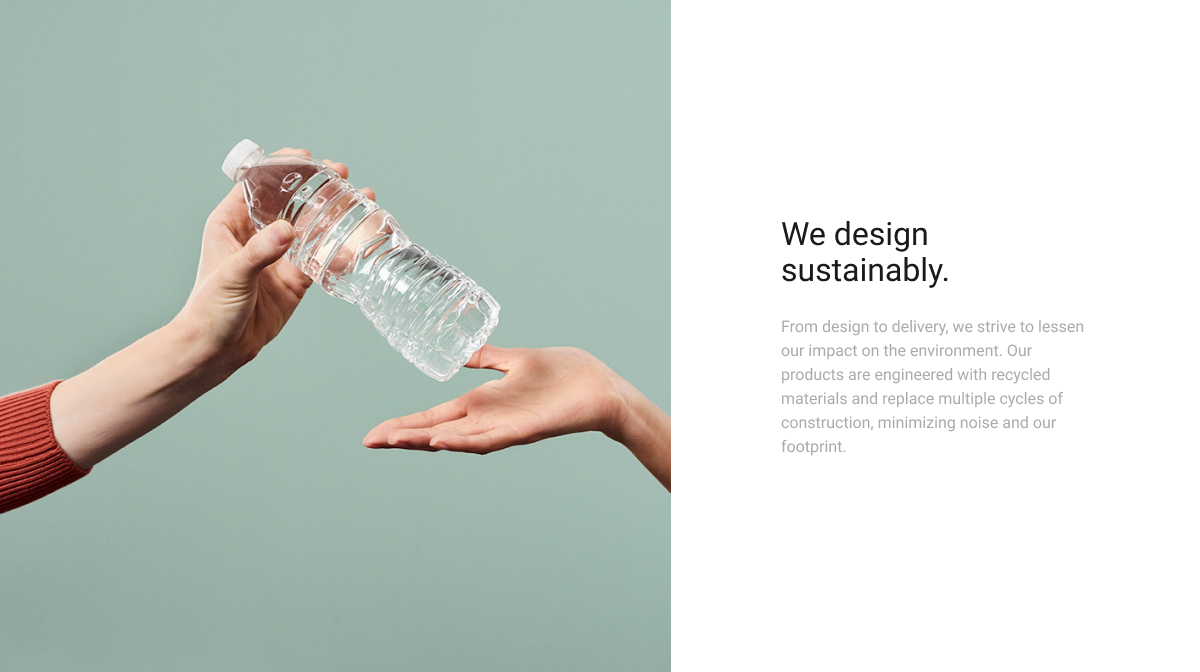 We design
sustainably.
From design to delivery, we strive to lessen
our impact on the environment. Our
products are engineered with recycled
materials and replace multiple cycles of
construction, minimizing noise and our
footprint.